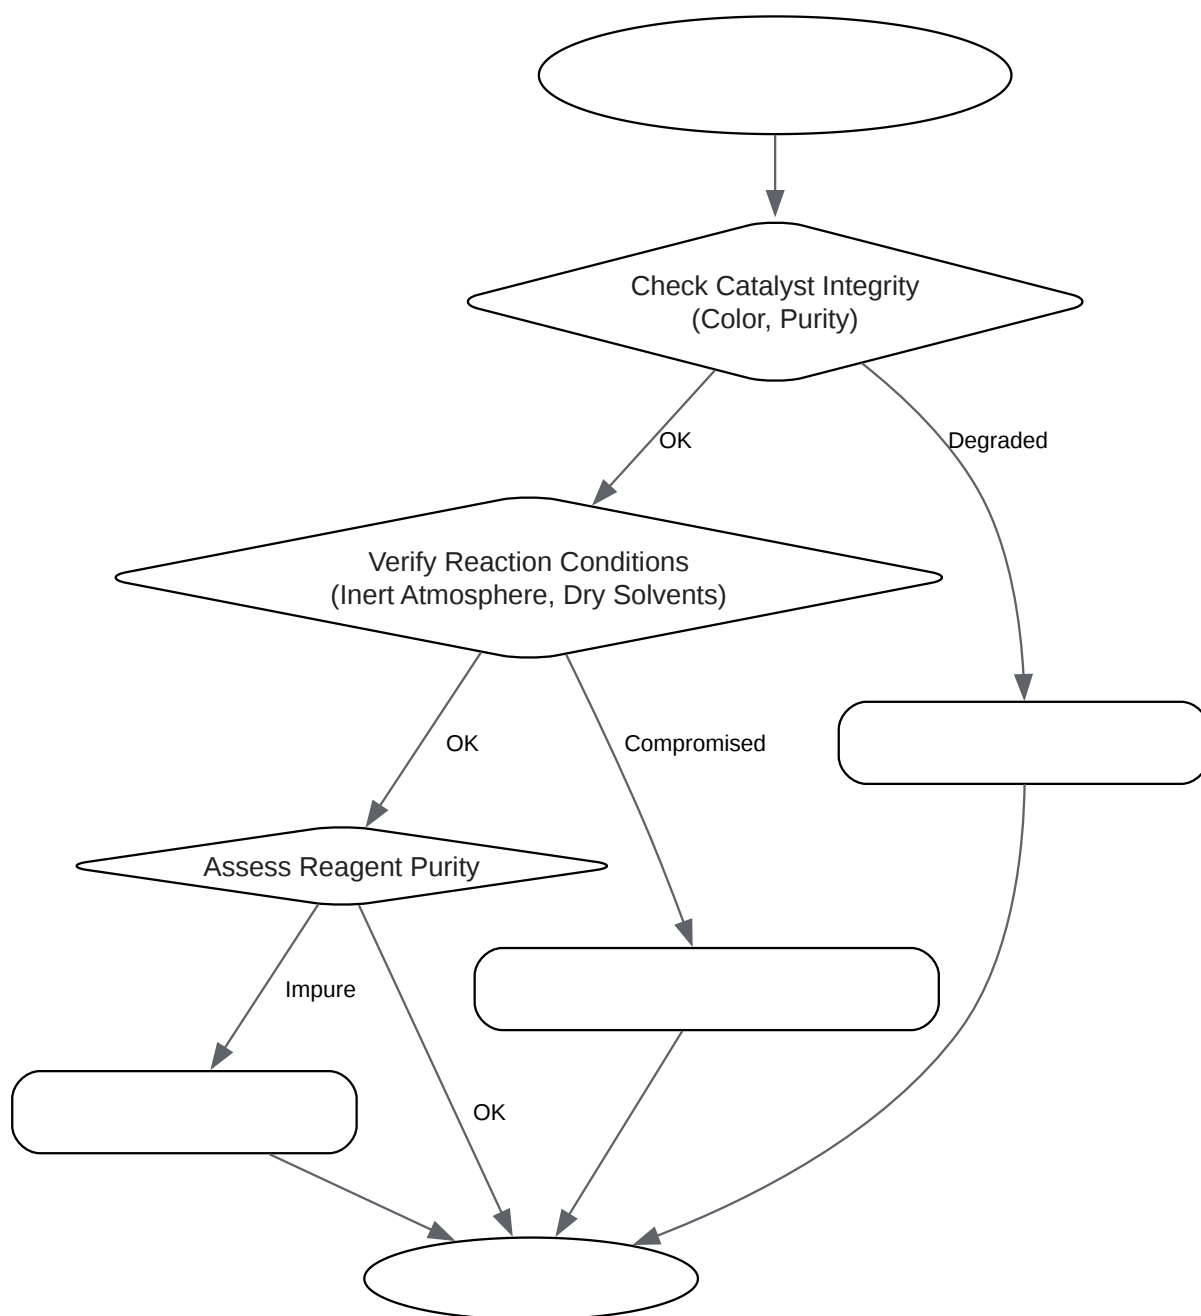 Check Catalyst Integrity
(Color, Purity)
OK
Degraded
Verify Reaction Conditions
(Inert Atmosphere, Dry Solvents)
OK
Compromised
Assess Reagent Purity
Impure
OK